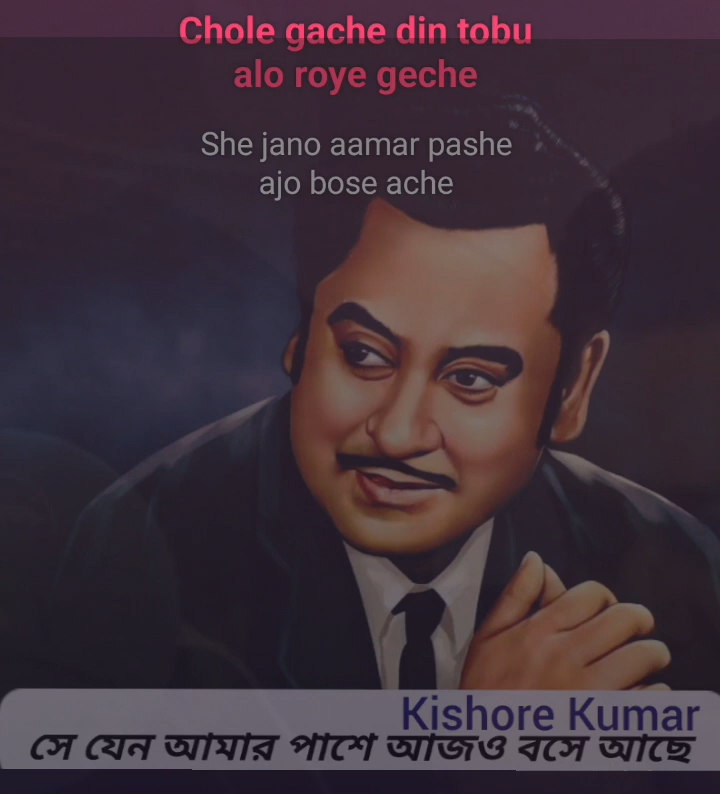 Chole gache din tobu
alo roye geche
She jano aamar pashe
ajo bose ache
Kishore Kumar
সে যেন আমার পাশে আজও বসে আছে